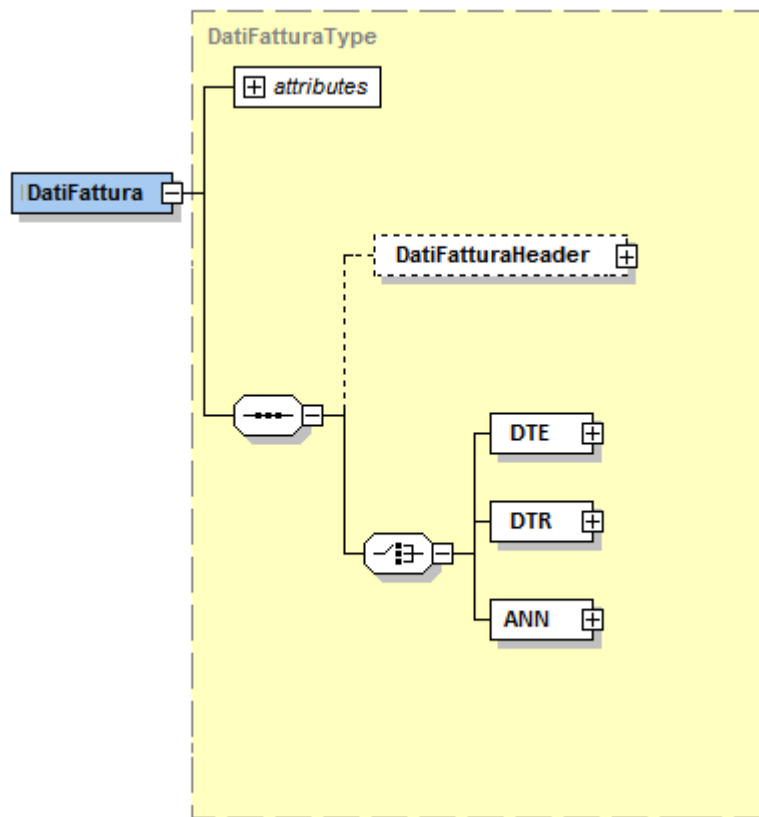 DatiFatturaType
attributes
DatiFattura
DatiFatturaHeader
DTE
DTR
ANN